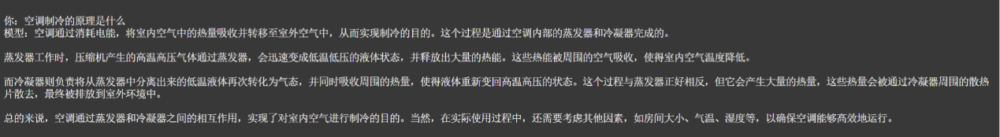 你：空调制冷的原理是什么
模型：空调通过消耗电能，将室内空气中的热量吸收并转移至室外空气中，从而实现制冷的目的。这个过程是通过空调内部的蒸发器和冷凝器完成的。
蒸发器工作时，压缩机产生的高温高压气体通过蒸发器，会迅速变成低温低压的液体状态，并释放出大量的热能。这些热能被周围的空气吸收，使得室内空气温度降低。
而冷凝器则负责将从蒸发器中分离出来的低温液体再次转化为气态，并同时吸收周围的热量，使得液体重新变回高温高压的状态。这个过程与蒸发器正好相反，但它会产生大量的热量，这些热量会被通过冷凝器周围的散热
片散去，最终被排放到室外环境中。
总的来说，空调通过蒸发器和冷凝器之间的相互作用，实现了对室内空气进行制冷的目的。当然，在实际使用过程中，还需要考虑其他因素，如房间大小、气温、湿度等，以确保空调能够高效地运行。